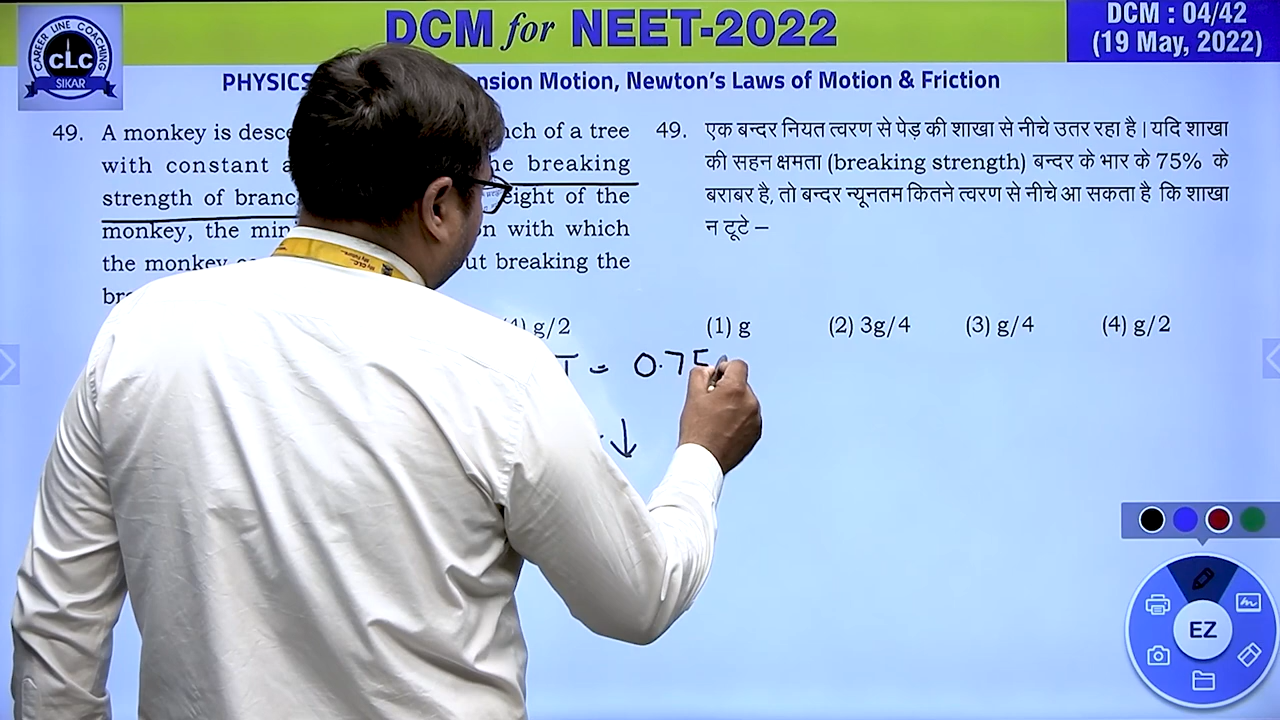 DCM for NEET-2022
DCM : 04/42
(19 May, 2022)
CAREER LINE COACHING
CLC
SIKAR
PHYSICS
nsion Motion, Newton's Laws of Motion & Friction
49. A monkey is desce nch of a tree
with constant a he breaking
strength of branc eight of the
monkey, the mini n with which
the monkey ut breaking the
bra
(4) g/2
49. एक बन्दर नियत त्वरण से पेड़ की शाखा से नीचे उतर रहा है। यदि शाखा
की सहन क्षमता (breaking strength) बन्दर के भार के 75% के
बराबर है, तो बन्दर न्यूनतम कितने त्वरण से नीचे आ सकता है कि शाखा
न टूटे –
(1) g (2) 3g/4 (3) g/4 (4) g/2
T = 0.75
EZ